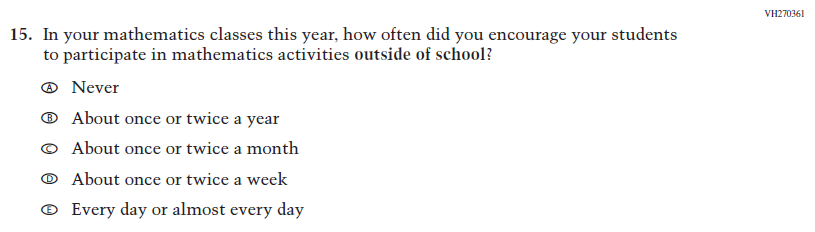 VH270361
15. In your mathematics classes this year, how often did you encourage your students
to participate in mathematics activities outside of school?
A Never
B About once or twice a year
C About once or twice a month
D About once or twice a week
E Every day or almost every day